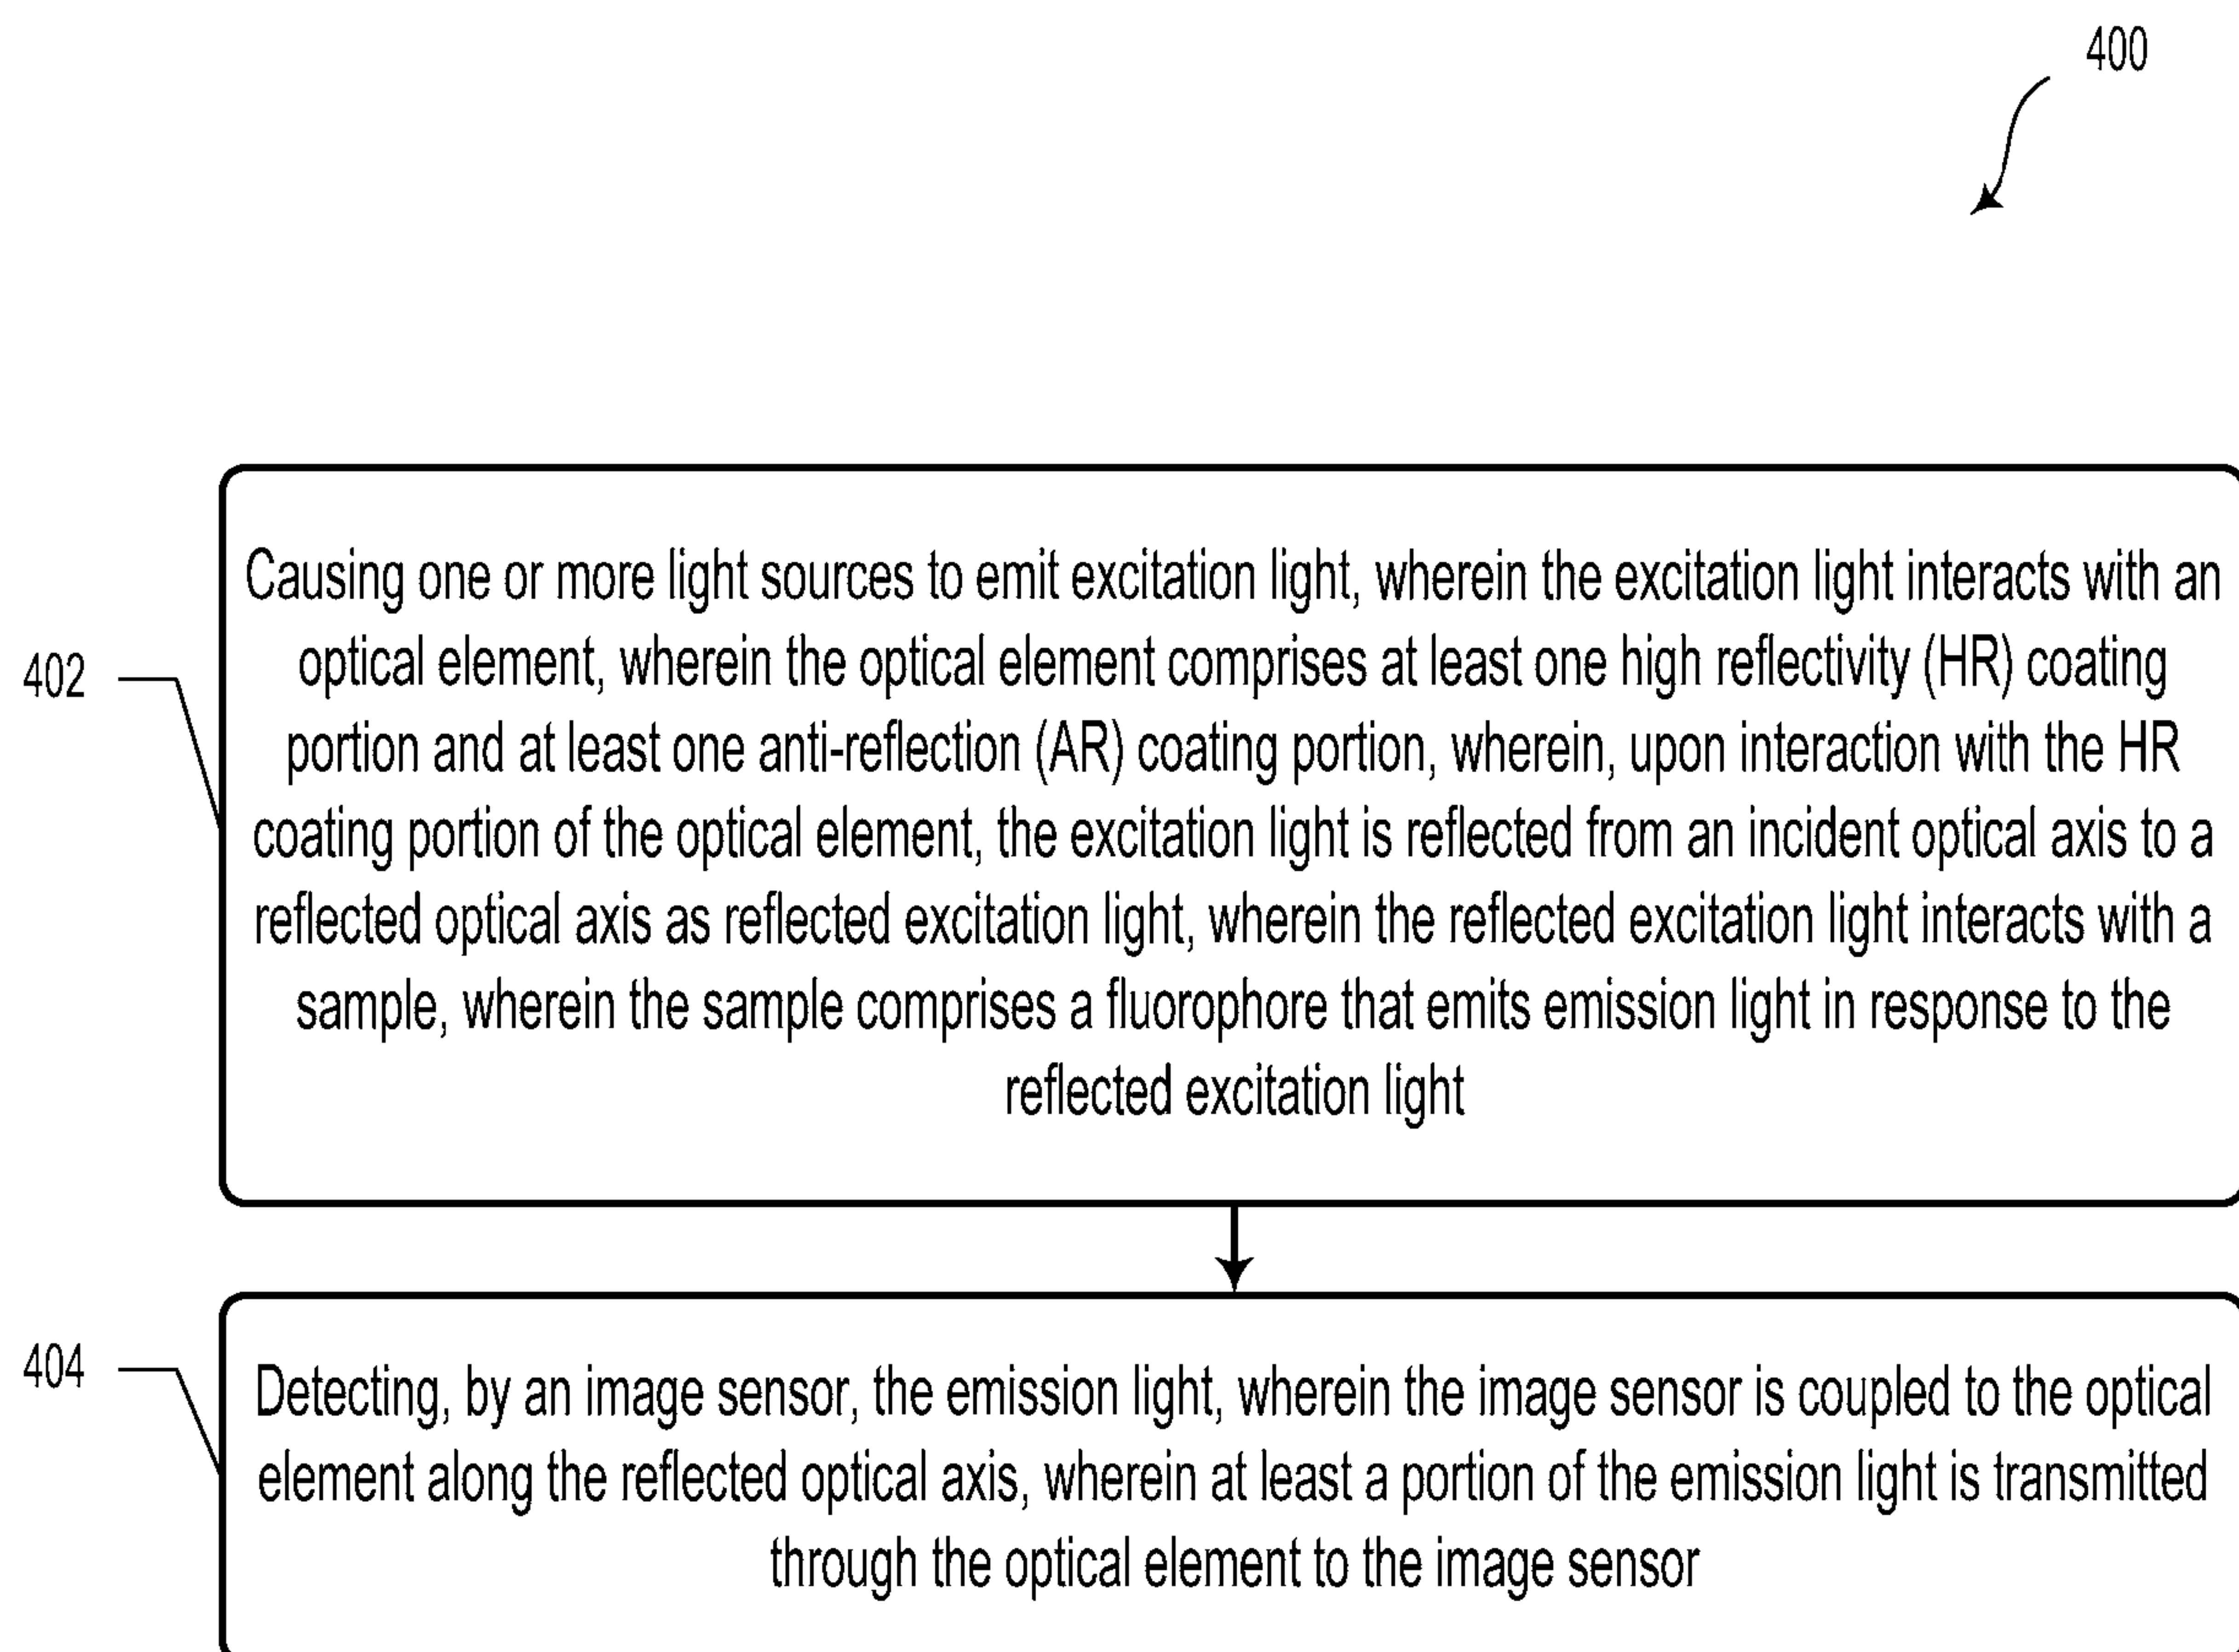 400
402
Causing one or more light sources to emit excitation light, wherein the excitation light interacts with an
optical element, wherein the optical element comprises at least one high reflectivity (HR) coating
portion and at least one anti-reflection (AR) coating portion, wherein, upon interaction with the HR
coating portion of the optical element, the excitation light is reflected from an incident optical axis to a
reflected optical axis as reflected excitation light, wherein the reflected excitation light interacts with a
sample, wherein the sample comprises a fluorophore that emits emission light in response to the
reflected excitation light
404
Detecting, by an image sensor, the emission light, wherein the image sensor is coupled to the optical
element along the reflected optical axis, wherein at least a portion of the emission light is transmitted
through the optical element to the image sensor